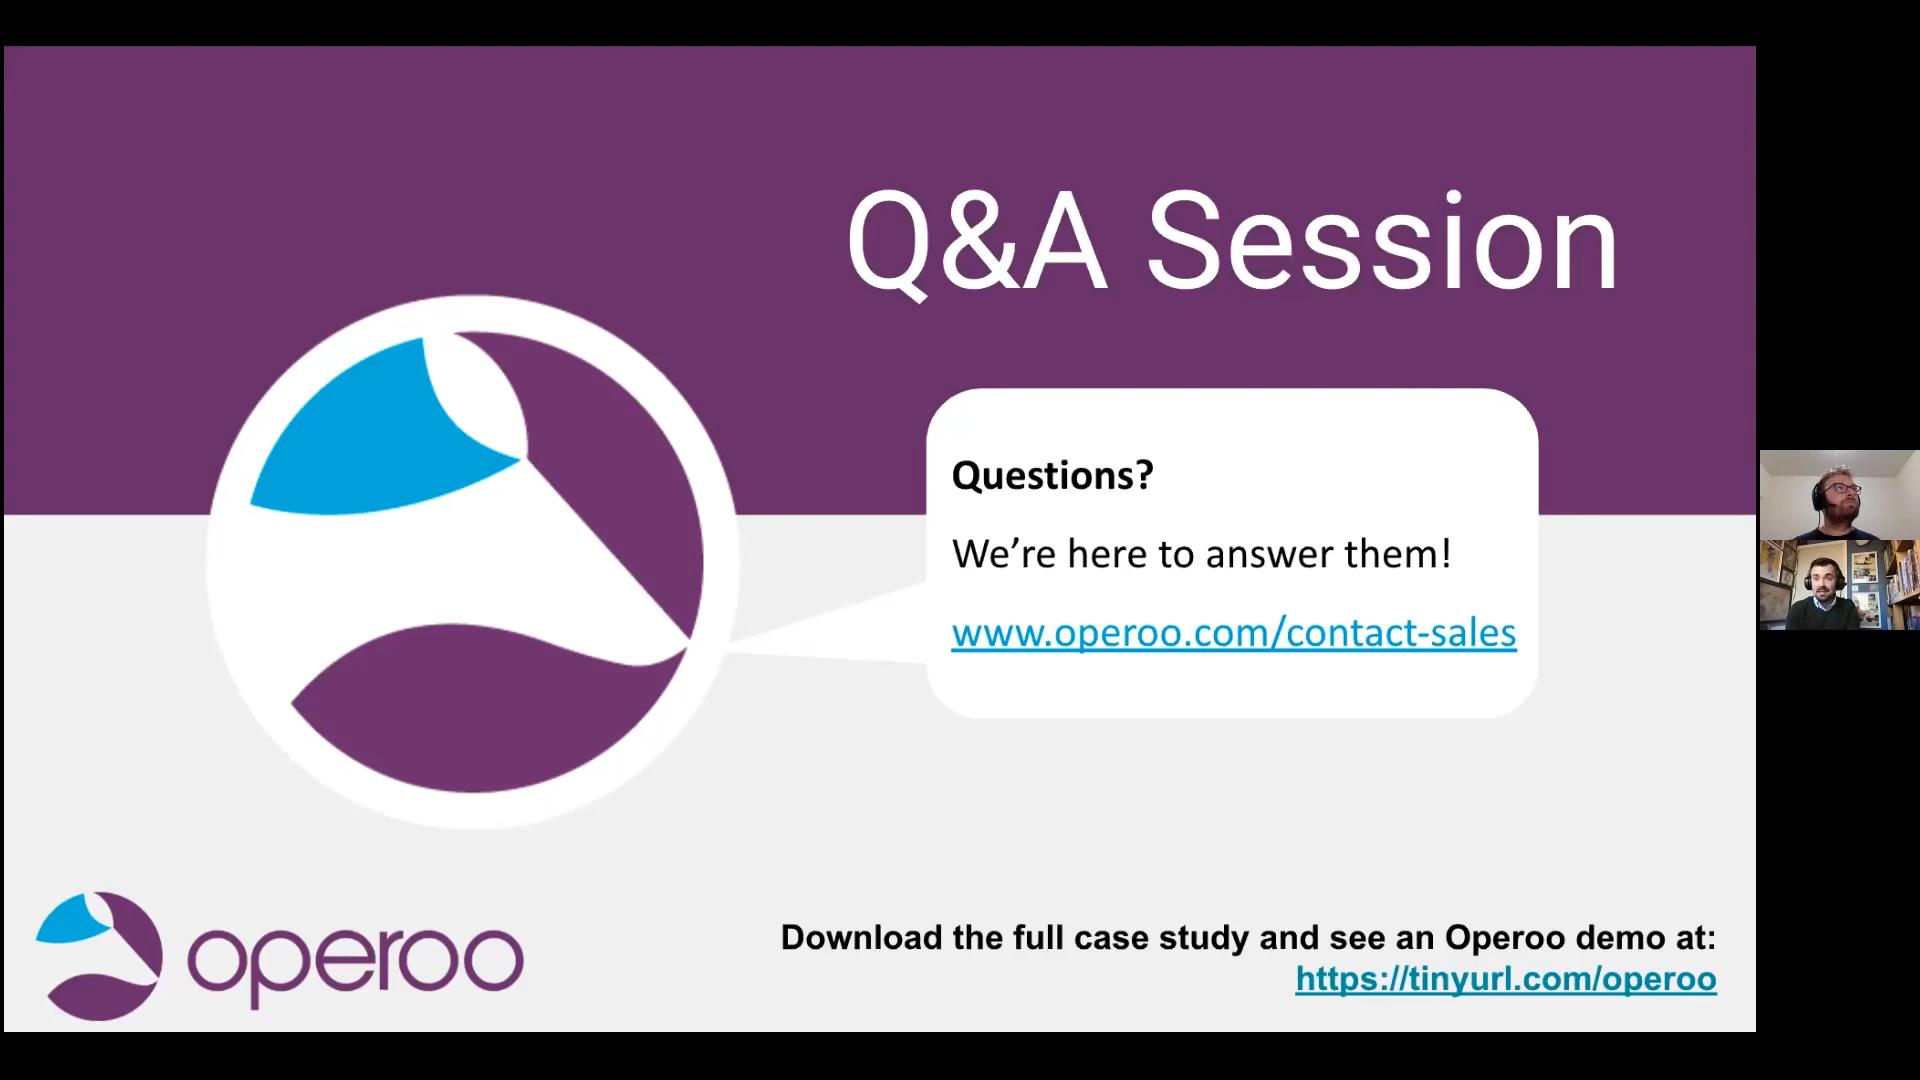 Q&A Session
Questions?
We’re here to answer them!
www.operoo.com/contact-sales
operoo
Download the full case study and see an Operoo demo at:
https://tinyurl.com/operoo